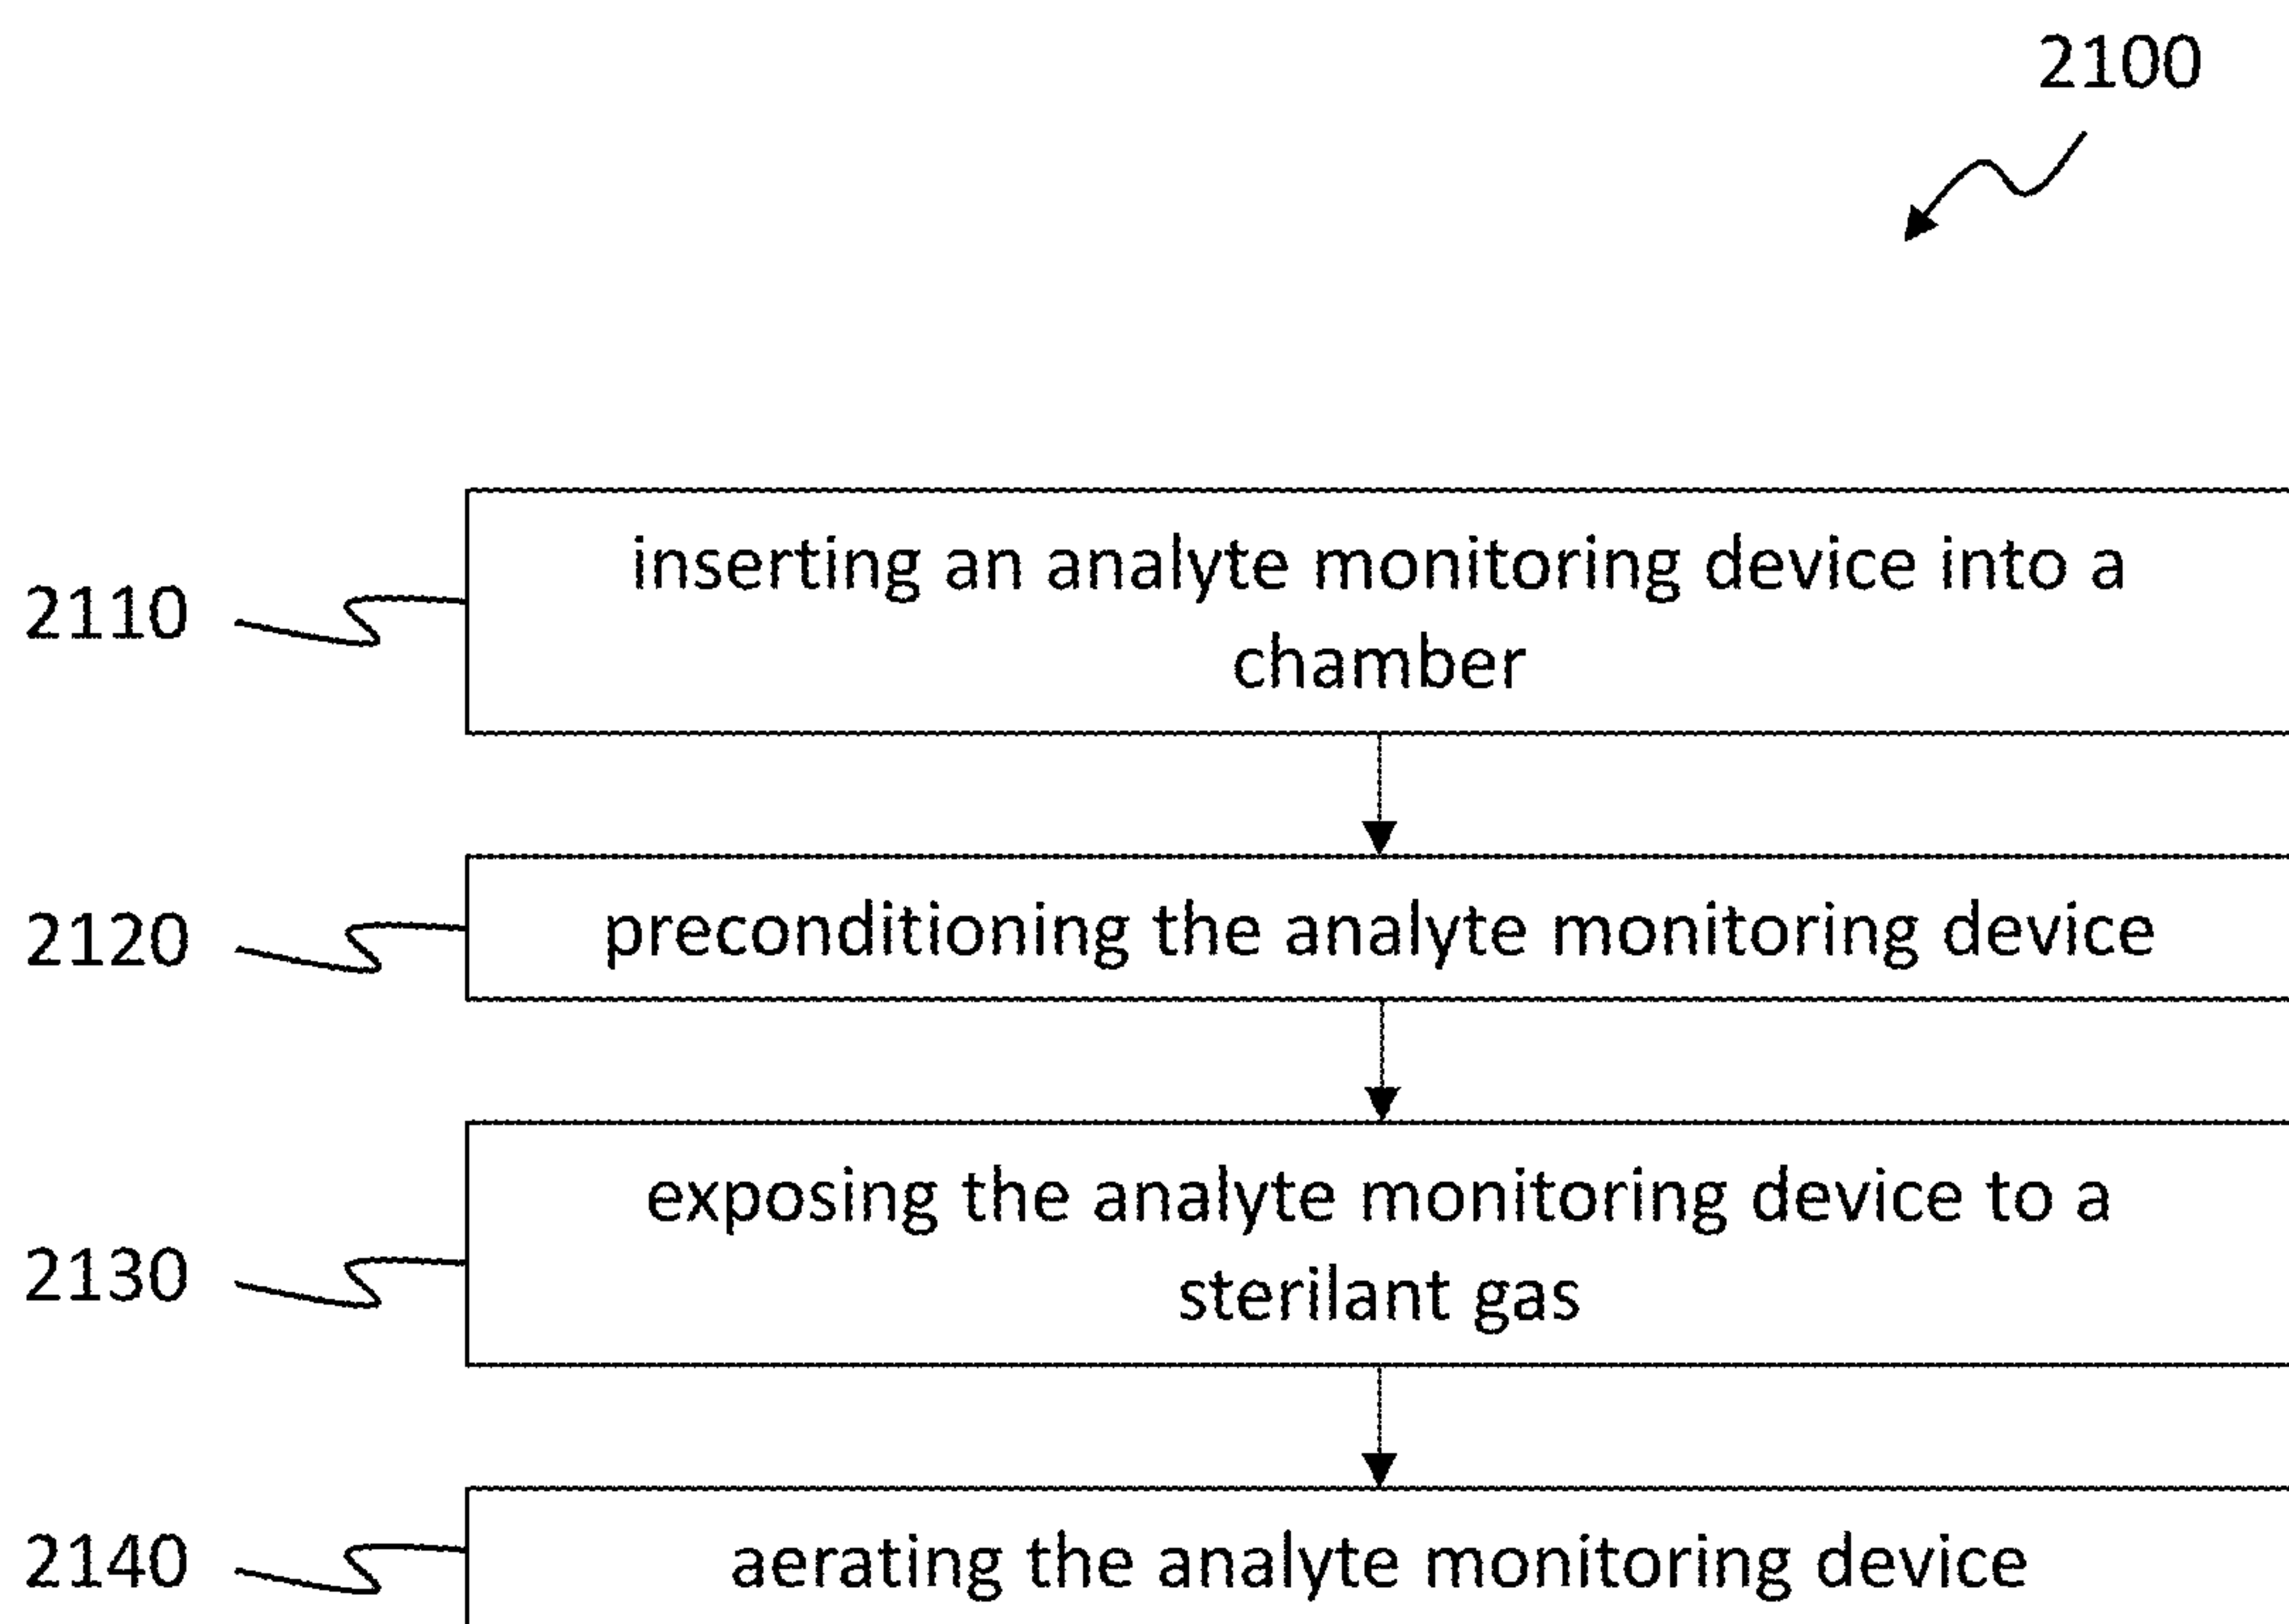 2100
2110
inserting an analyte monitoring device into a
chamber
2120
preconditioning the analyte monitoring device
2130
exposing the analyte monitoring device to a
sterilant gas
2140
aerating the analyte monitoring device